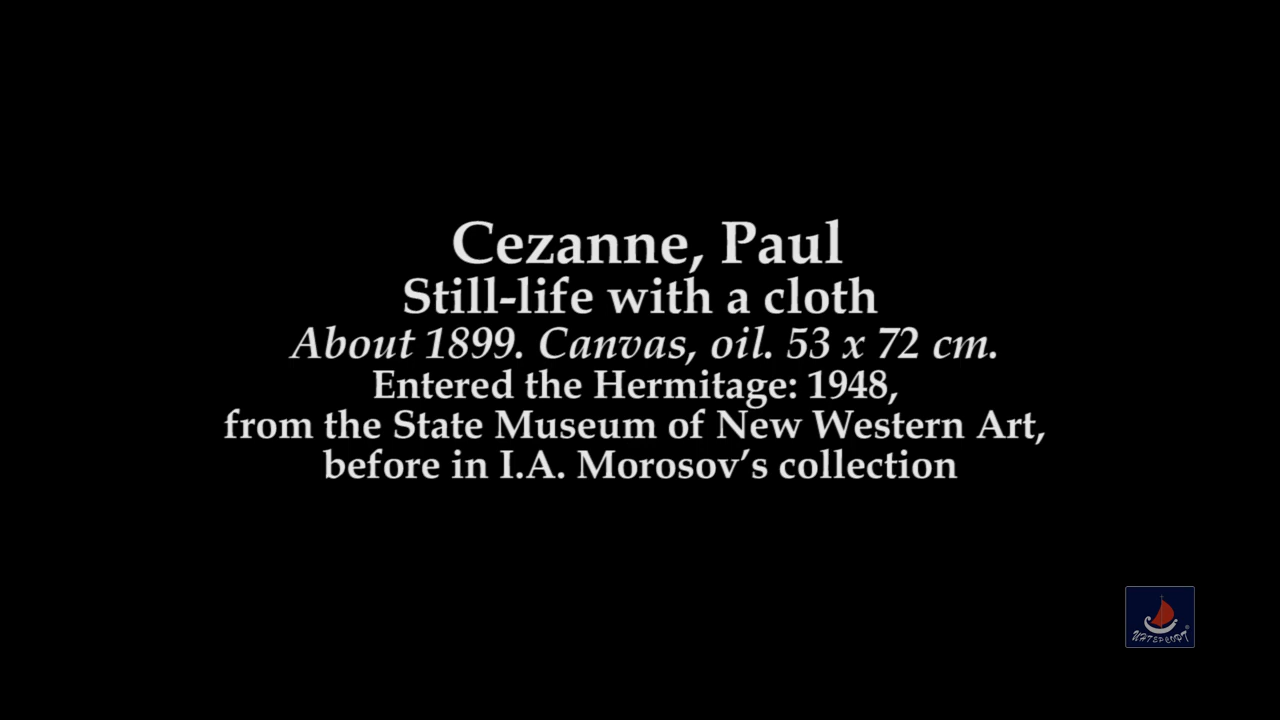 Cezanne, Paul
Still-life with a cloth
About 1899. Canvas, oil. 53 x 72 cm.
Entered the Hermitage: 1948,
from the State Museum of New Western Art,
before in I.A. Morosov’s collection